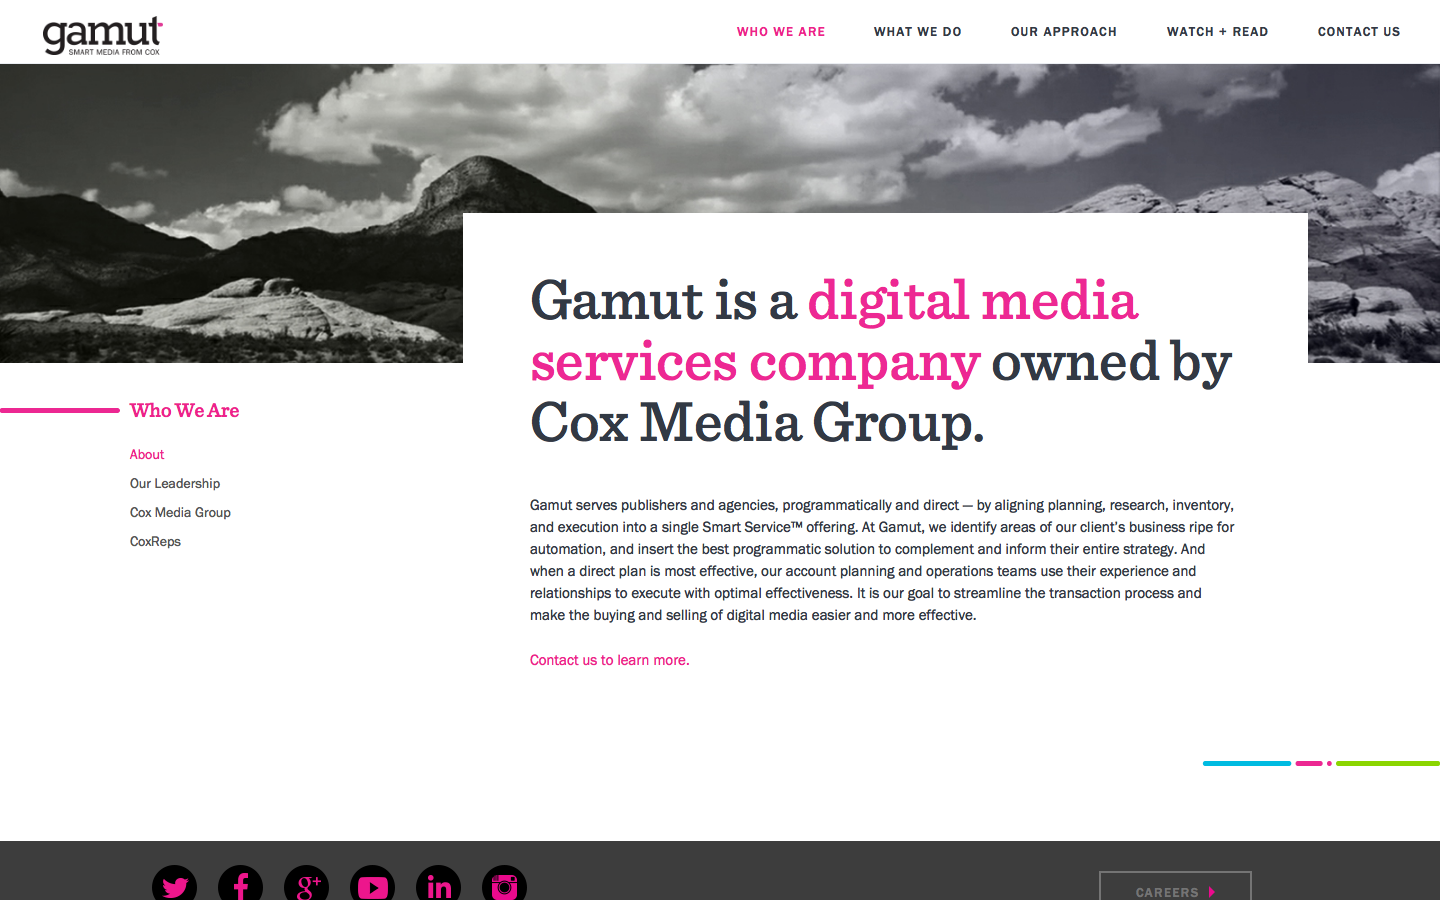 gamut
SMART MEDIA FROM COX
WHO WE ARE
WHAT WE DO
OUR APPROACH
WATCH + READ
CONTACT US
Gamut is a digital media
services company owned by
Cox Media Group.
Who We Are
About
Our Leadership
Cox Media Group
CoxReps
Gamut serves publishers and agencies, programmatically and direct — by aligning planning, research, inventory,
and execution into a single Smart Service™ offering. At Gamut, we identify areas of our client's business ripe for
automation, and insert the best programmatic solution to complement and inform their entire strategy. And
when a direct plan is most effective, our account planning and operations teams use their experience and
relationships to execute with optimal effectiveness. It is our goal to streamline the transaction process and
make the buying and selling of digital media easier and more effective.
Contact us to learn more.
CAREERS